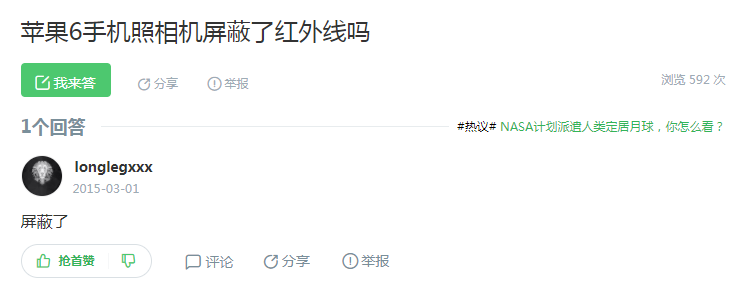 苹果6手机照相机屏蔽了红外线吗
我来答 分享 举报 浏览 592 次
1个回答 #热议# NASA计划派遣人类定居月球，你怎么看？
longlegxxx
2015-03-01
屏蔽了
抢首赞 评论 分享 举报